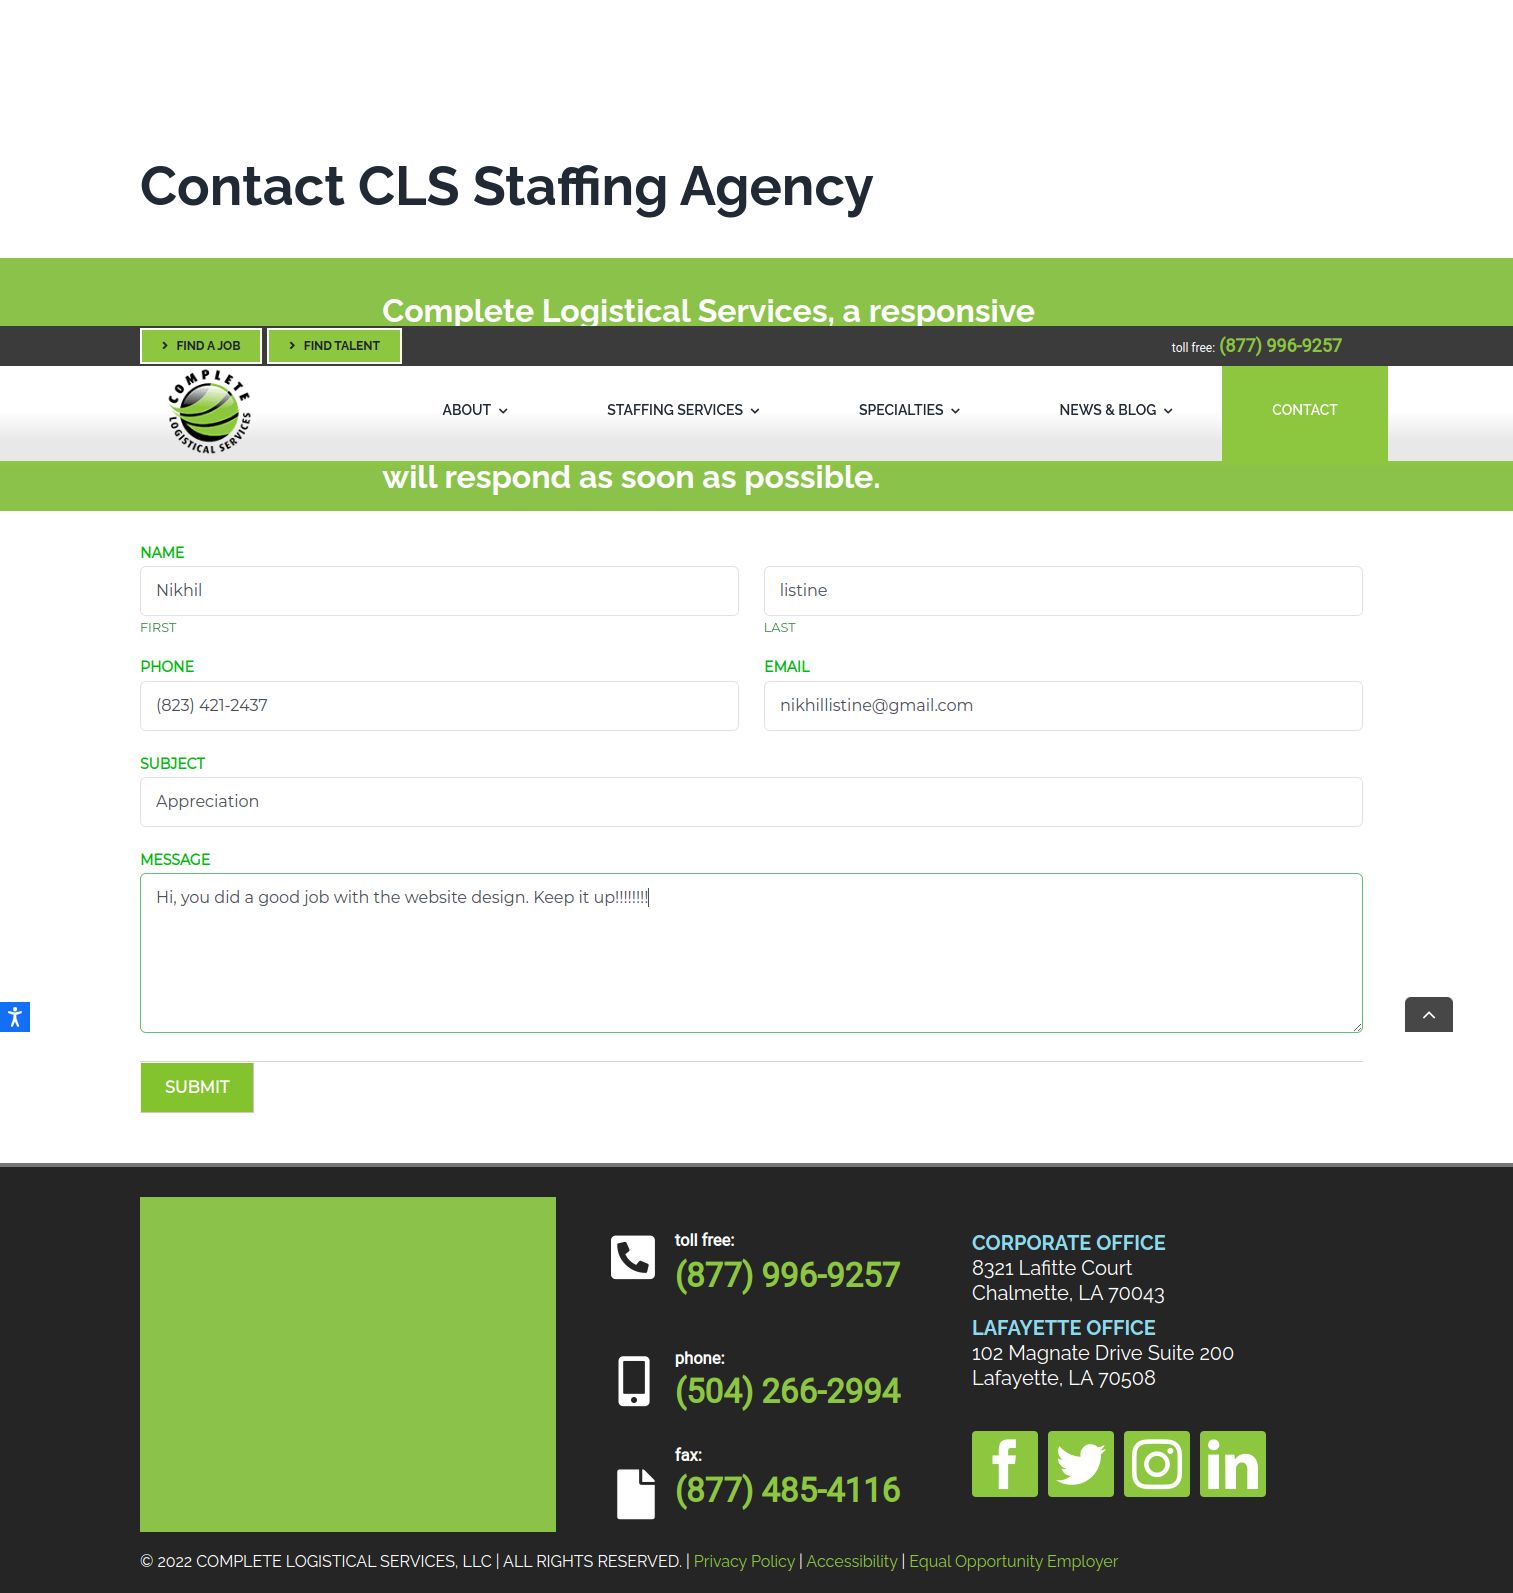 Contact CLS Staffing Agency
Complete Logistical Services, a responsive
FIND A JOB
FIND TALENT
toll free: (877) 996-9257
COMPLETE
LOGISTICAL SERVICES
ABOUT
STAFFING SERVICES
SPECIALTIES
NEWS & BLOG
CONTACT
will respond as soon as possible.
NAME
Nikhil
listine
FIRST
LAST
PHONE
EMAIL
(823) 421-2437
nikhillistine@gmail.com
SUBJECT
Appreciation
MESSAGE
Hi, you did a good job with the website design. Keep it up!!!!!!!!
SUBMIT
toll free:
(877) 996-9257
phone:
(504) 266-2994
fax:
(877) 485-4116
CORPORATE OFFICE
8321 Lafitte Court
Chalmette, LA 70043
LAFAYETTE OFFICE
102 Magnate Drive Suite 200
Lafayette, LA 70508
© 2022 COMPLETE LOGISTICAL SERVICES, LLC | ALL RIGHTS RESERVED. | Privacy Policy | Accessibility | Equal Opportunity Employer